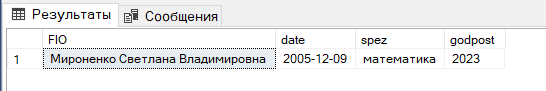 Результаты Сообщения
FIO date spez godpost
1 Мироненко Светлана Владимировна 2005-12-09 математика 2023